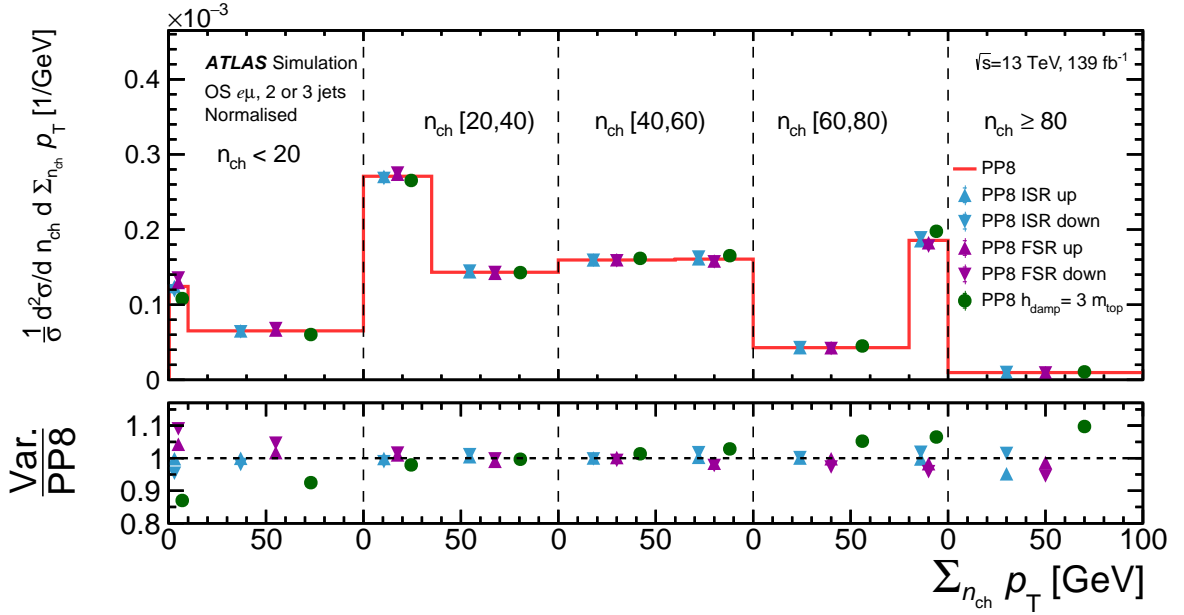 ×10⁻³
1/σ d²σ/d n_ch d Σ_n_ch p_T [1/GeV]
ATLAS Simulation
√s=13 TeV, 139 fb⁻¹
OS eμ, 2 or 3 jets
Normalised
n_ch < 20
n_ch [20,40)
n_ch [40,60)
n_ch [60,80)
n_ch ≥ 80
PP8
PP8 ISR up
PP8 ISR down
PP8 FSR up
PP8 FSR down
PP8 h_damp = 3 m_top
0.4
0.3
0.2
0.1
0
Var.
PP8
1.1
1
0.9
0.8
0 50 0 50 0 50 0 50 0 50 100
Σ_n_ch p_T [GeV]